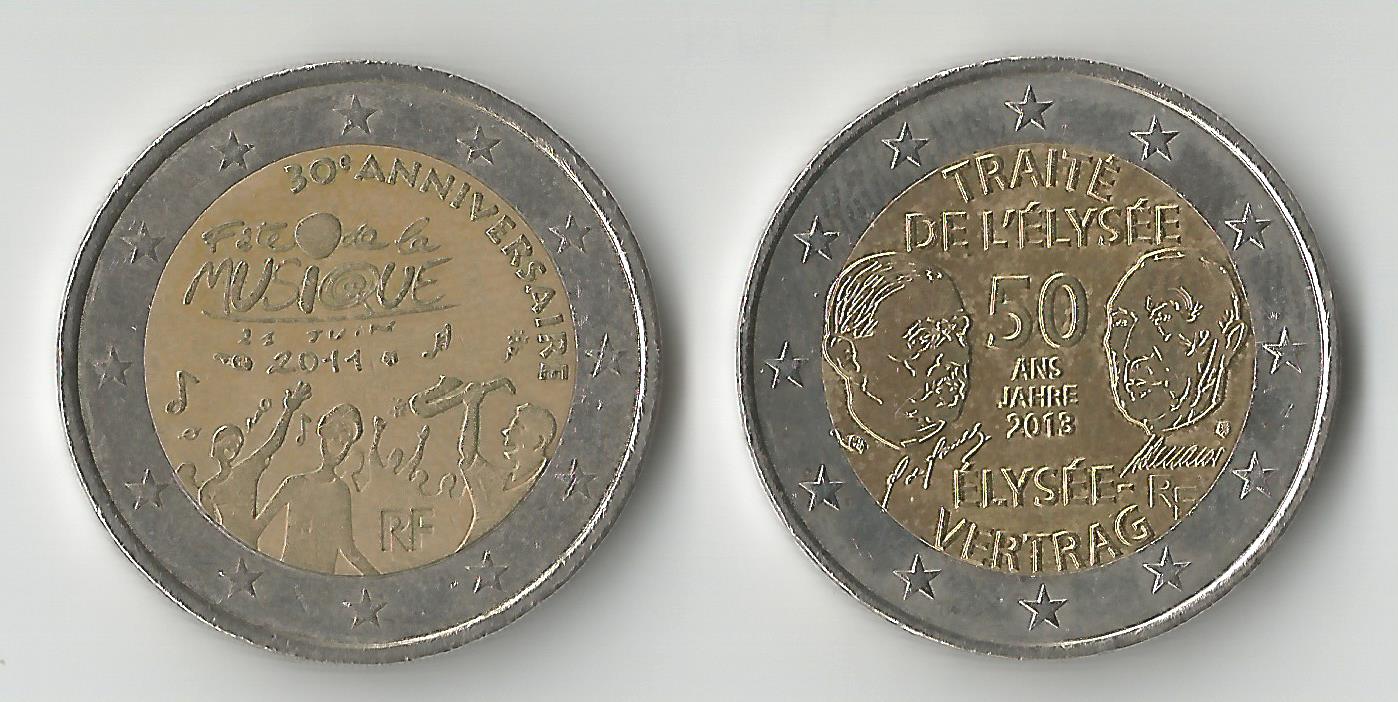 30e ANNIVERSAIRE
Fête de la
MUSIQUE
21 JUIN
2011
RF
TRAITÉ
DE L'ÉLYSÉE
50
ANS
JAHRE
2013
ÉLYSÉE-
RF
VERTRAG